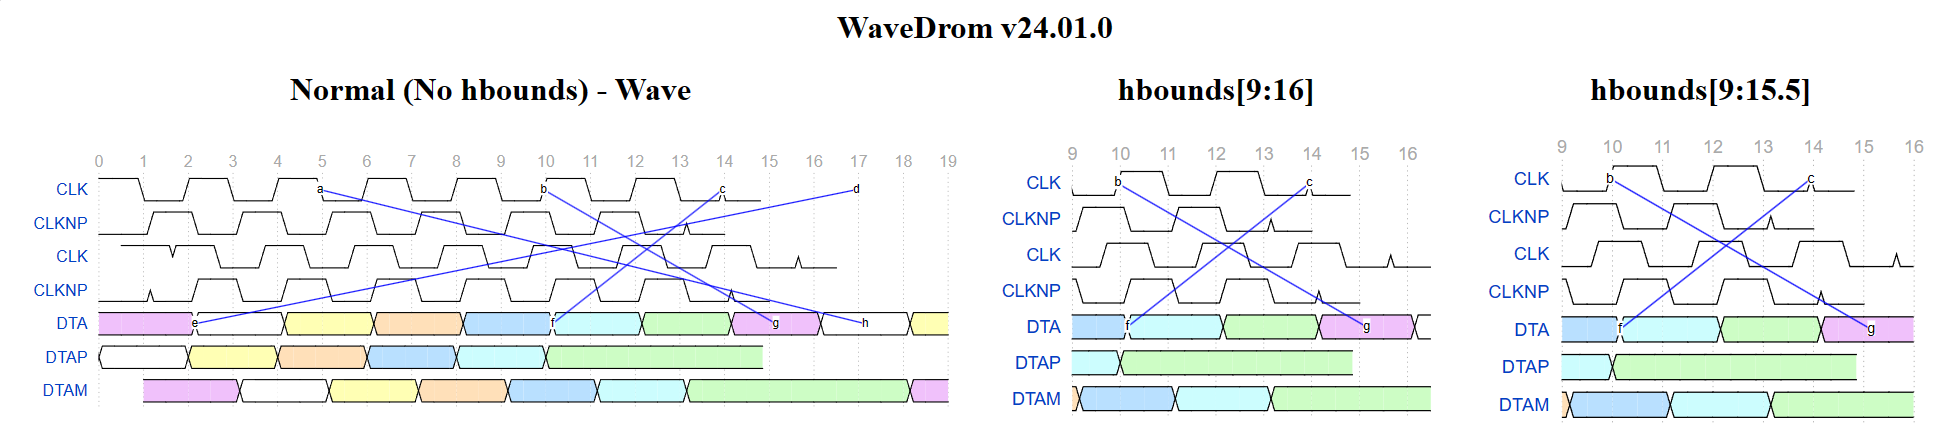 WaveDrom v24.01.0
Normal (No hbounds) - Wave
0 1 2 3 4 5 6 7 8 9 10 11 12 13 14 15 16 17 18 19
CLK a b c d
CLKNP
CLK
CLKNP
DTA e f g h
DTAP
DTAM
hbounds[9:16]
9 10 11 12 13 14 15 16
CLK b c
CLKNP
CLK
CLKNP
DTA f g
DTAP
DTAM
hbounds[9:15.5]
9 10 11 12 13 14 15 16
CLK b c
CLKNP
CLK
CLKNP
DTA f g
DTAP
DTAM